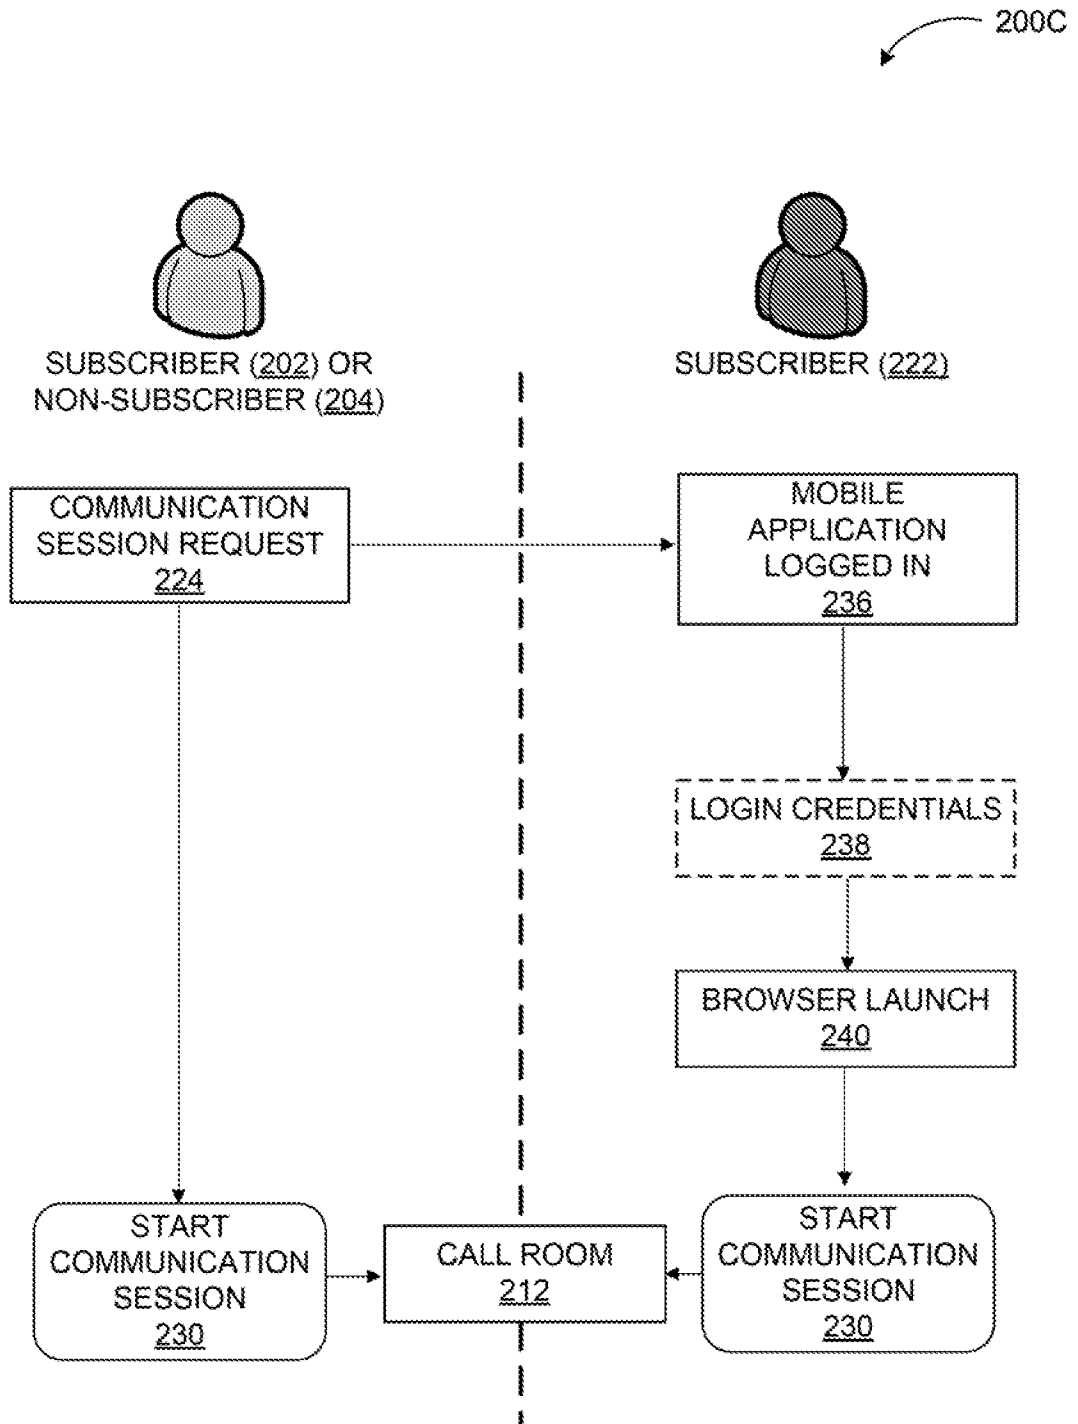 200C
SUBSCRIBER (202) OR
NON-SUBSCRIBER (204)
SUBSCRIBER (222)
COMMUNICATION
SESSION REQUEST
224
MOBILE
APPLICATION
LOGGED IN
236
LOGIN CREDENTIALS
238
BROWSER LAUNCH
240
START
COMMUNICATION
SESSION
230
CALL ROOM
212
START
COMMUNICATION
SESSION
230